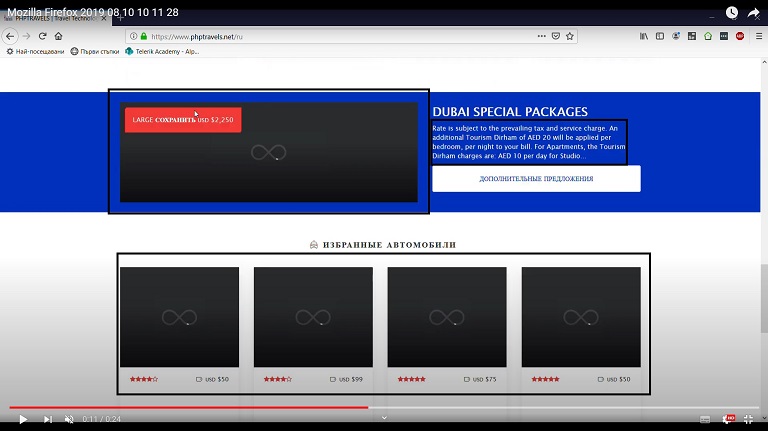 Mozilla Firefox 2019 08 10 10 11 28
PHPTRAVELS | Travel Technolo
https://www.phptravels.net/ru
Най-посещавани
Първи стъпки
Telerik Academy - Alp...
LARGE СОХРАНИТЬ USD $2,250
DUBAI SPECIAL PACKAGES
Rate is subject to the prevailing tax and service charge. An
additional Tourism Dirham of AED 20 will be applied per
bedroom, per night to your bill. For Apartments, the Tourism
Dirham charges are: AED 10 per day for Studio...
ДОПОЛНИТЕЛЬНЫЕ ПРЕДЛОЖЕНИЯ
ИЗБРАННЫЕ АВТОМОБИЛИ
USD $50
USD $99
USD $75
USD $50
0:11 / 0:24
HD